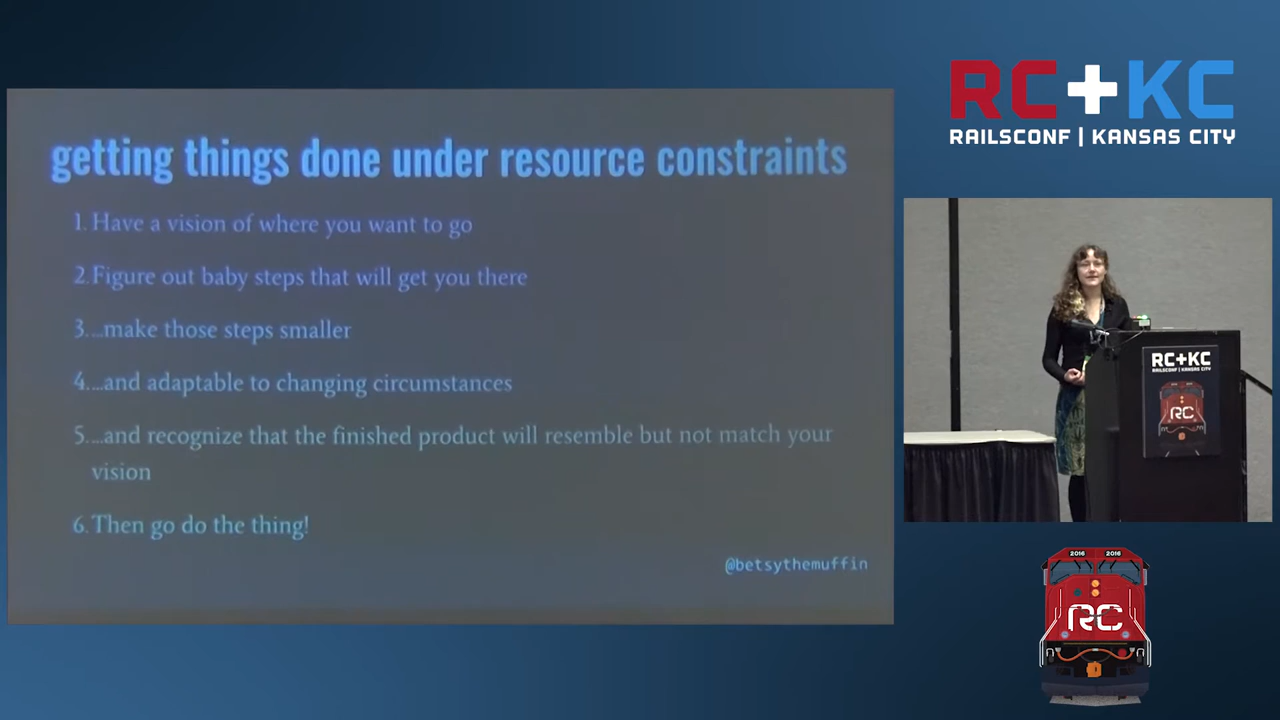 getting things done under resource constraints
1. Have a vision of where you want to go
2. Figure out baby steps that will get you there
3. ...make those steps smaller
4. ...and adaptable to changing circumstances
5. ...and recognize that the finished product will resemble but not match your
vision
6. Then go do the thing!
@betsythemuffin
RC+KC
RAILSCONF | KANSAS CITY
RC+KC
RAILSCONF | KANSAS CITY
RC
2016 2016
RC